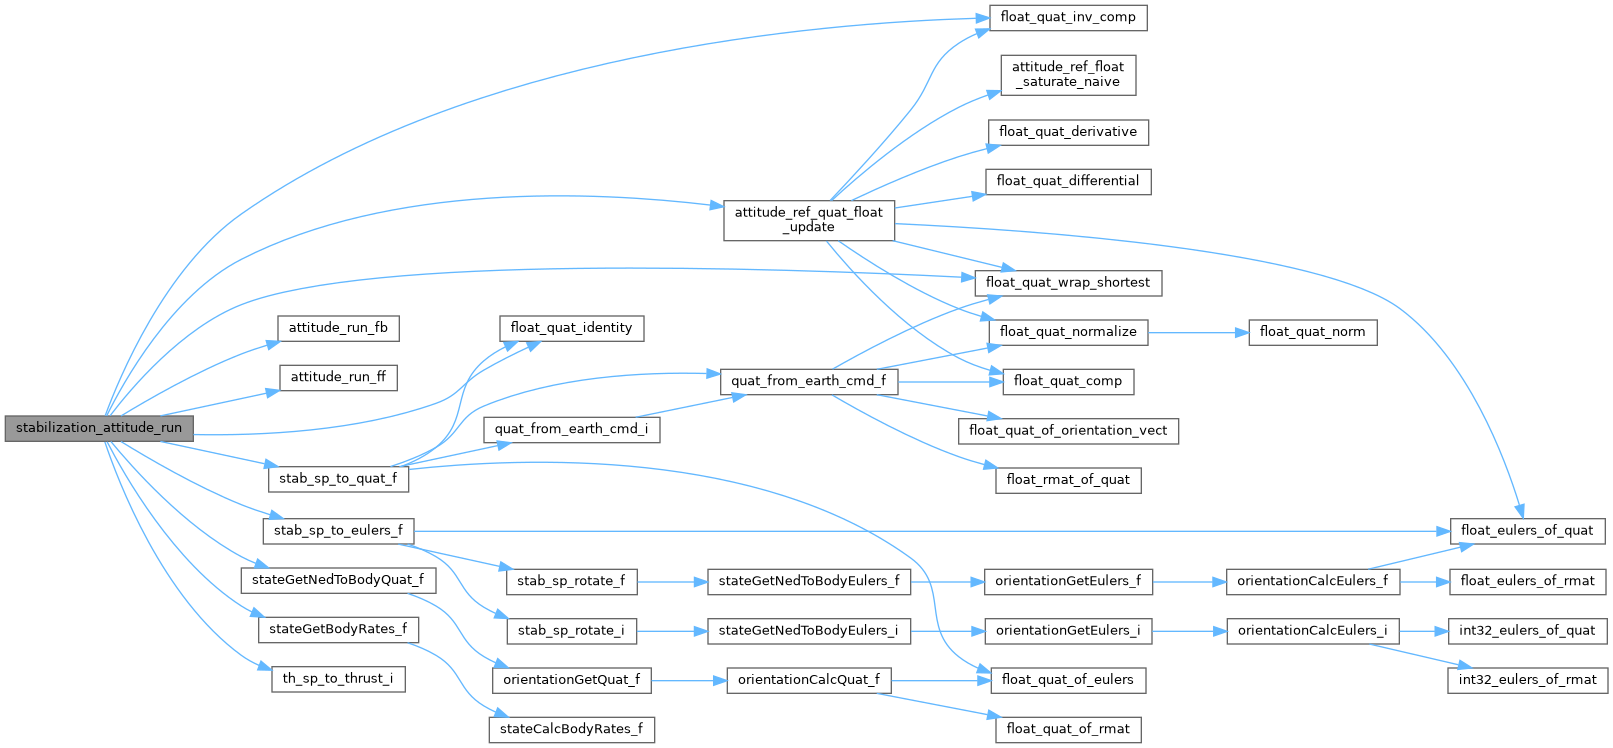 float_quat_inv_comp
attitude_ref_float
_saturate_naive
float_quat_derivative
float_quat_differential
attitude_ref_quat_float
_update
float_quat_wrap_shortest
attitude_run_fb
float_quat_identity
float_quat_normalize
float_quat_norm
attitude_run_ff
quat_from_earth_cmd_f
float_quat_comp
stabilization_attitude_run
quat_from_earth_cmd_i
float_quat_of_orientation_vect
stab_sp_to_quat_f
float_rmat_of_quat
stab_sp_to_eulers_f
float_eulers_of_quat
stateGetNedToBodyQuat_f
stab_sp_rotate_f
stateGetNedToBodyEulers_f
orientationGetEulers_f
orientationCalcEulers_f
float_eulers_of_rmat
stateGetBodyRates_f
stab_sp_rotate_i
stateGetNedToBodyEulers_i
orientationGetEulers_i
orientationCalcEulers_i
int32_eulers_of_quat
th_sp_to_thrust_i
orientationGetQuat_f
orientationCalcQuat_f
float_quat_of_eulers
int32_eulers_of_rmat
stateCalcBodyRates_f
float_quat_of_rmat